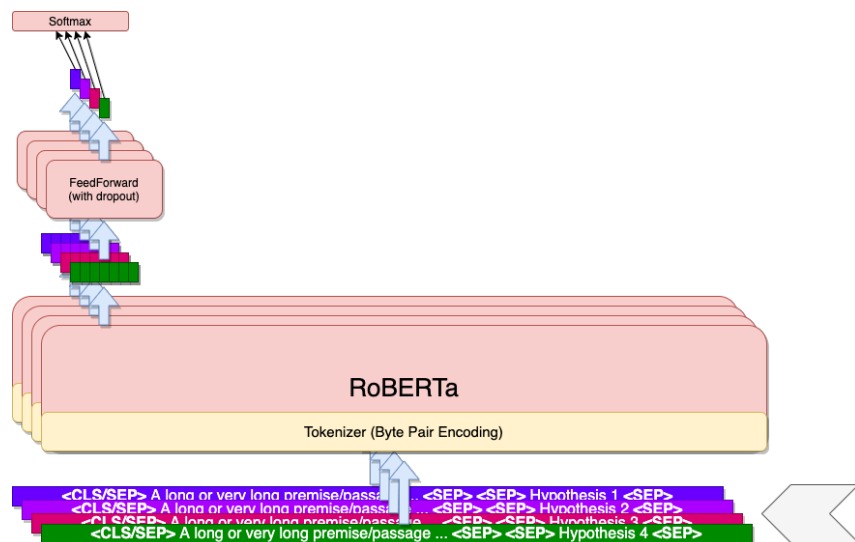 Softmax
FeedForward
(with dropout)
RoBERTa
Tokenizer (Byte Pair Encoding)
<CLS/SEP> A long or very long premise/passage ... <SEP> <SEP> Hypothesis 1 <SEP>
<CLS/SEP> A long or very long premise/passage ... <SEP> <SEP> Hypothesis 2 <SEP>
<CLS/SEP> A long or very long premise/passage ... <SEP> <SEP> Hypothesis 3 <SEP>
<CLS/SEP> A long or very long premise/passage ... <SEP> <SEP> Hypothesis 4 <SEP>